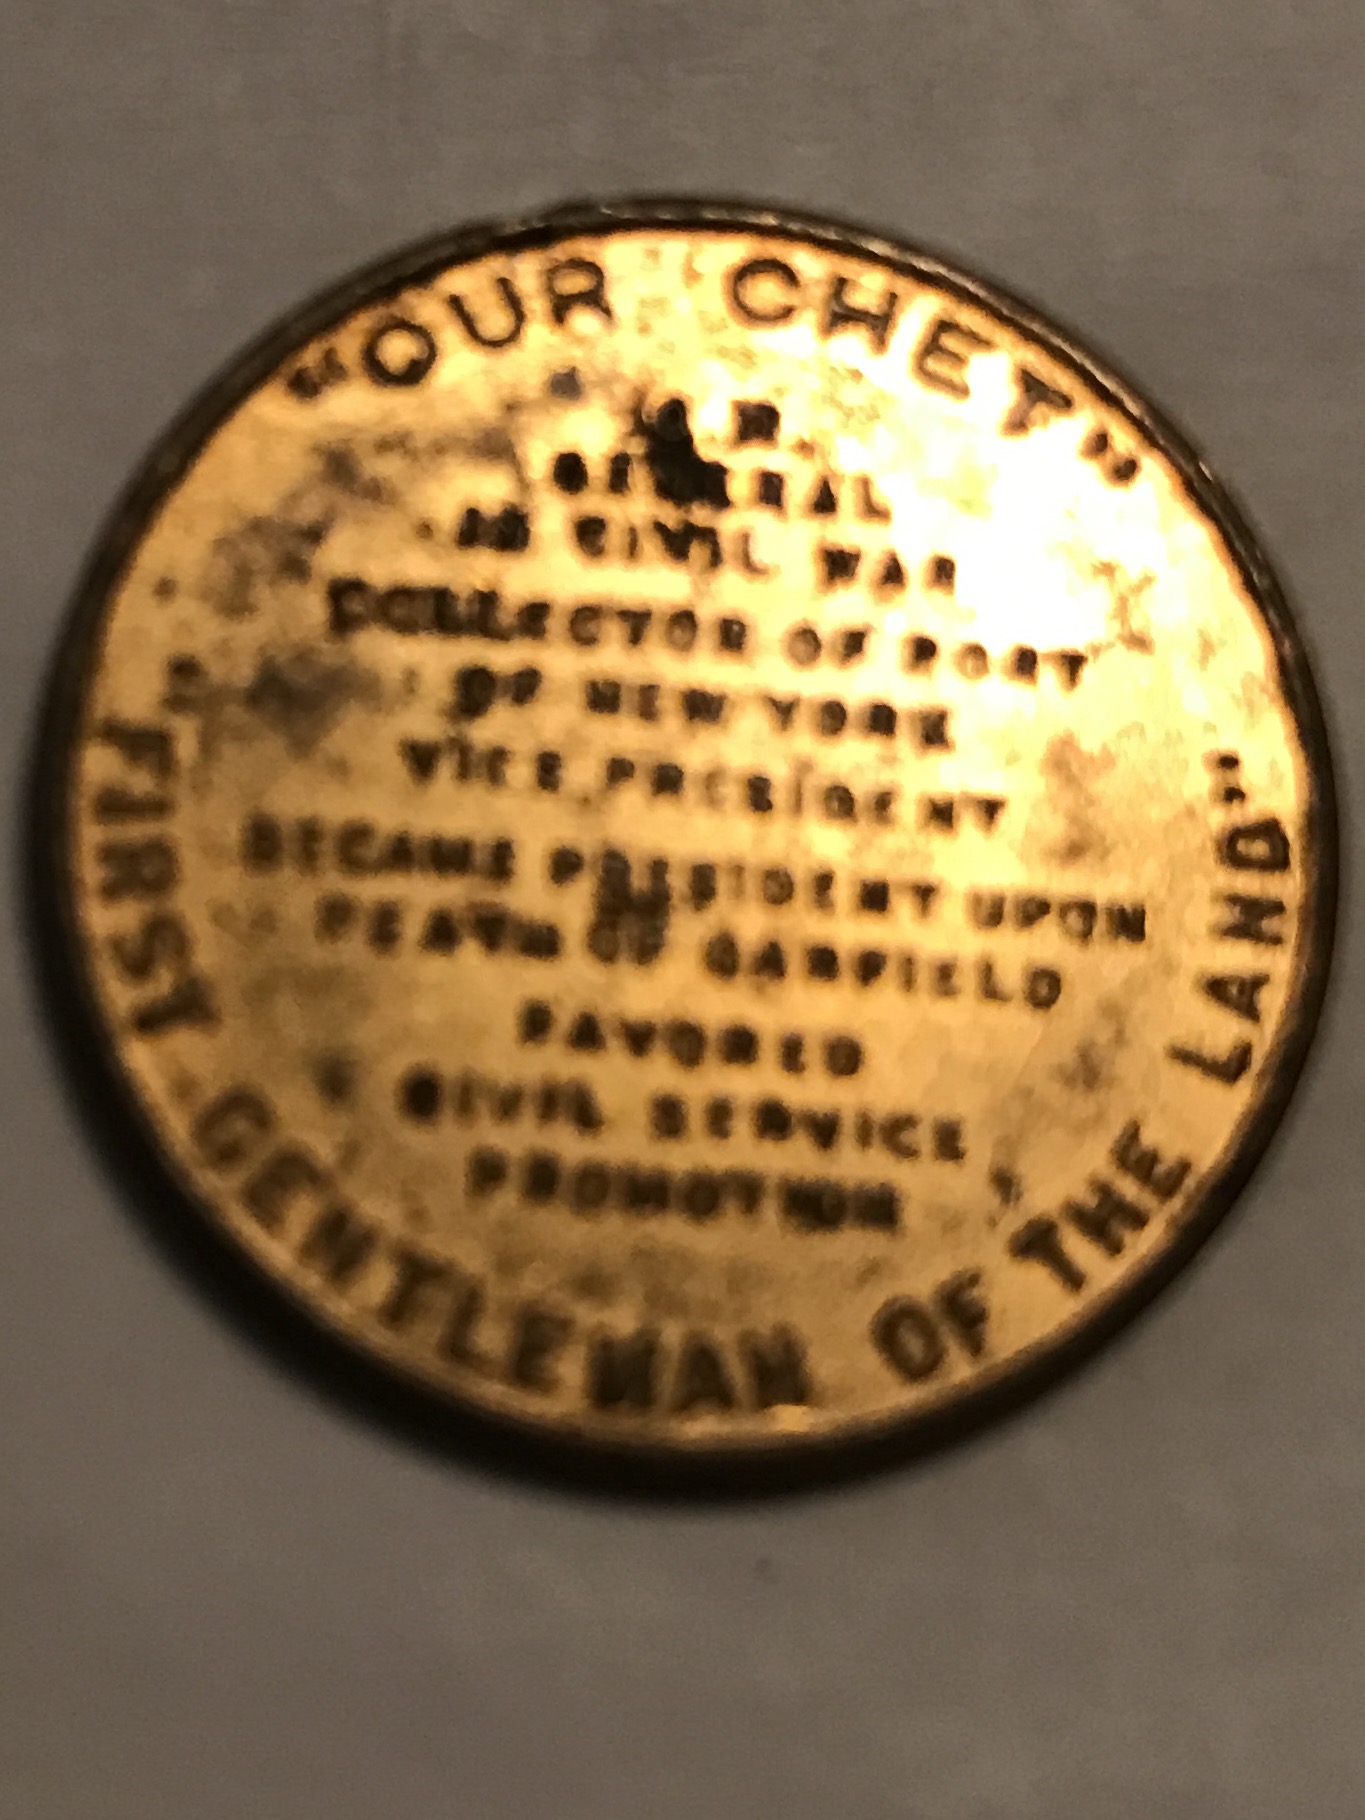 "OUR CHET"
GENERAL
IN CIVIL WAR
COLLECTOR OF PORT
OF NEW YORK
VICE PRESIDENT
BECAME PRESIDENT UPON
DEATH OF GARFIELD
FAVORED
CIVIL SERVICE
PROMOTION
"FIRST GENTLEMAN OF THE LAND"